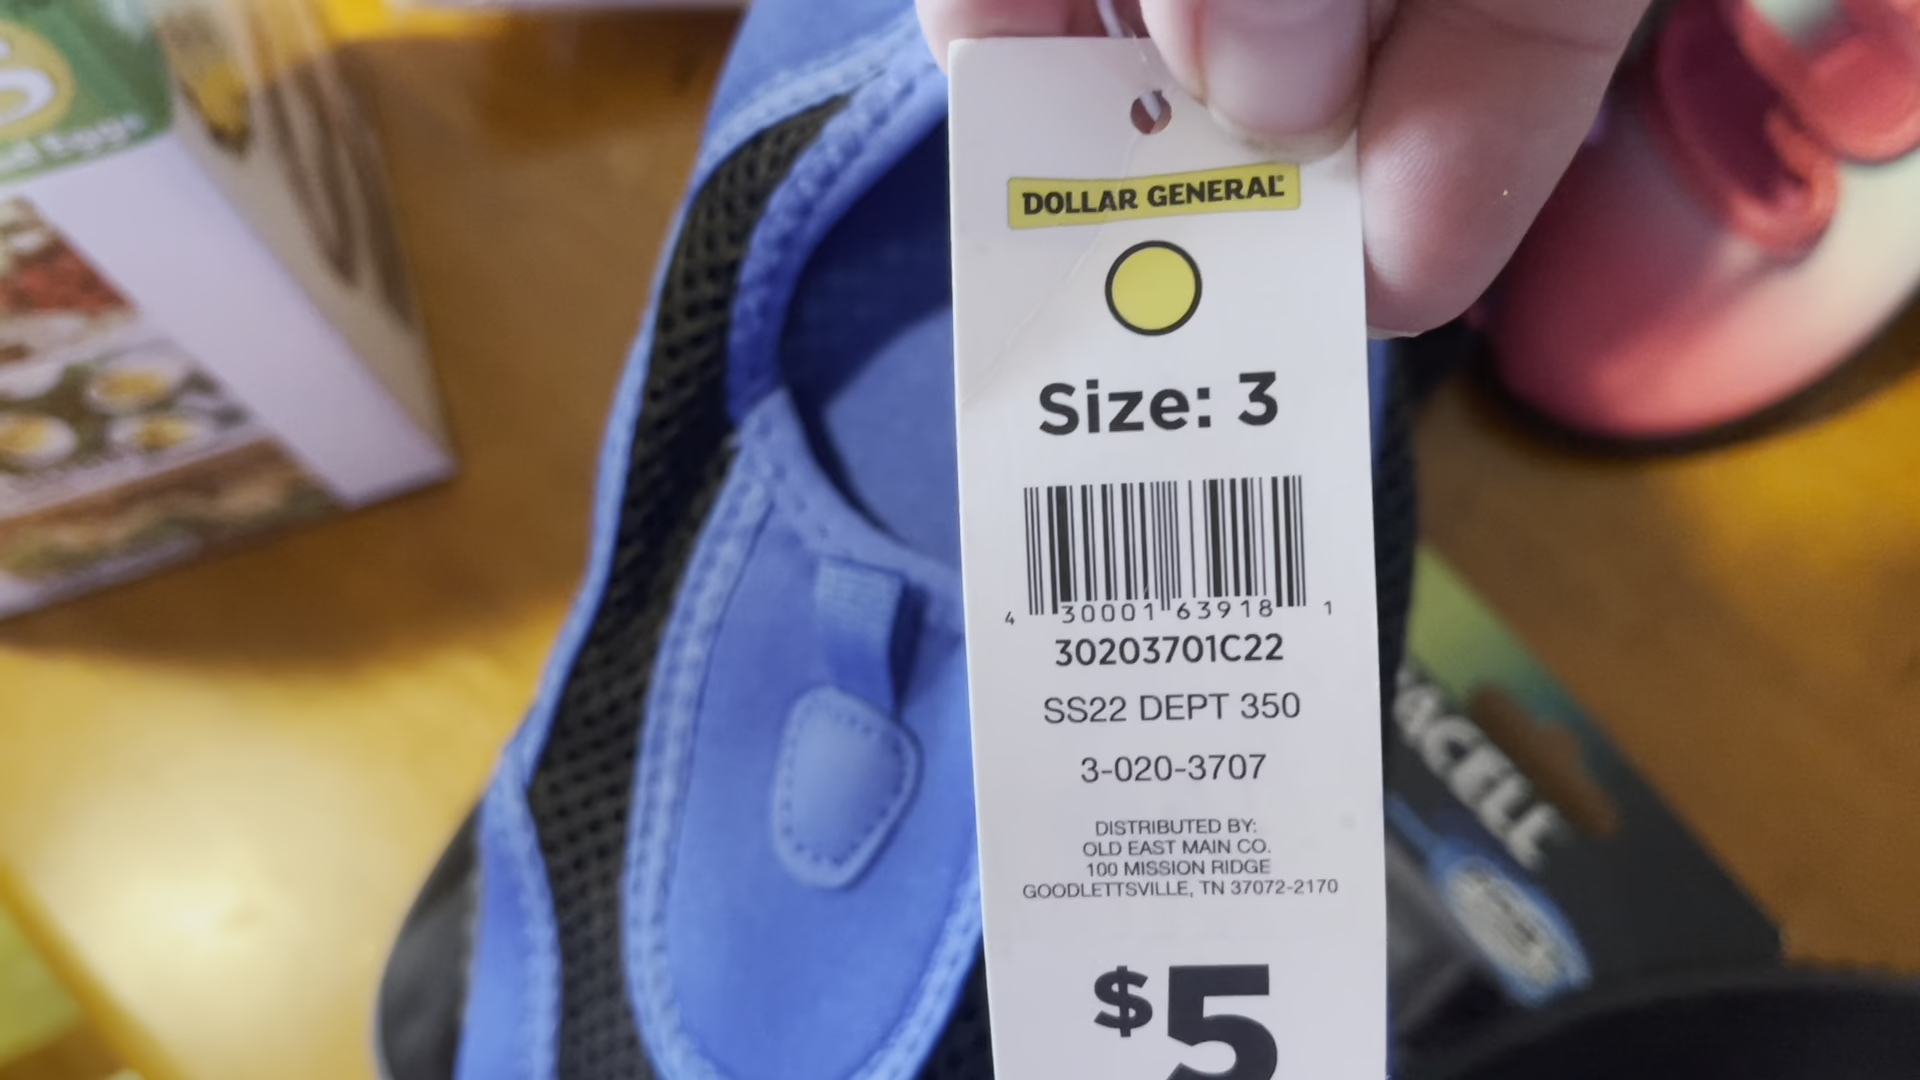 DOLLAR GENERAL
Size: 3
4 30001 63918 1
30203701C22
SS22 DEPT 350
3-020-3707
DISTRIBUTED BY:
OLD EAST MAIN CO.
100 MISSION RIDGE
GOODLETTSVILLE, TN 37072-2170
$5